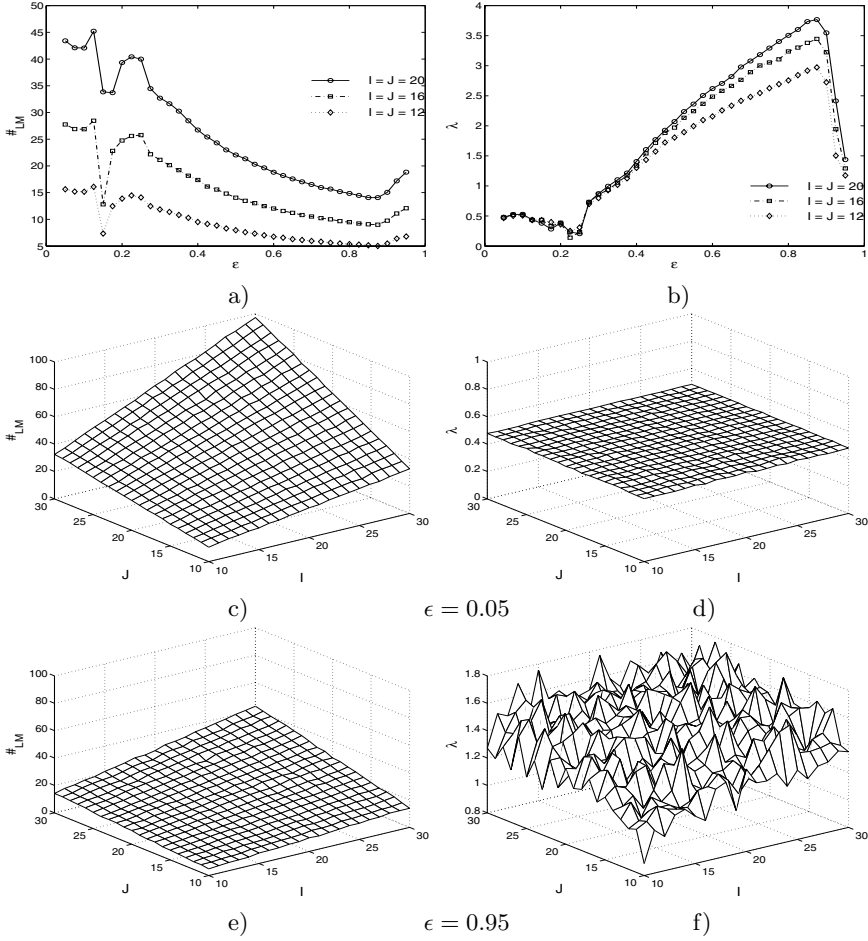 50
45
40
35
30
25
20
15
10
5
0 0.2 0.4 0.6 0.8 1
#LM
ε
I = J = 20
I = J = 16
I = J = 12
a)
4
3.5
3
2.5
2
1.5
1
0.5
0
0 0.2 0.4 0.6 0.8 1
λ
ε
I = J = 20
I = J = 16
I = J = 12
b)
100
80
60
40
20
0
#LM
30
25
20
15
10
J
10
15
20
25
30
I
c)
1
0.8
0.6
0.4
0.2
0
λ
30
25
20
15
10
J
10
15
20
25
30
I
ϵ = 0.05
d)
100
80
60
40
20
0
#LM
30
25
20
15
10
J
10
15
20
25
30
I
e)
1.8
1.6
1.4
1.2
1
0.8
λ
30
25
20
15
10
J
10
15
20
25
30
I
ϵ = 0.95
f)